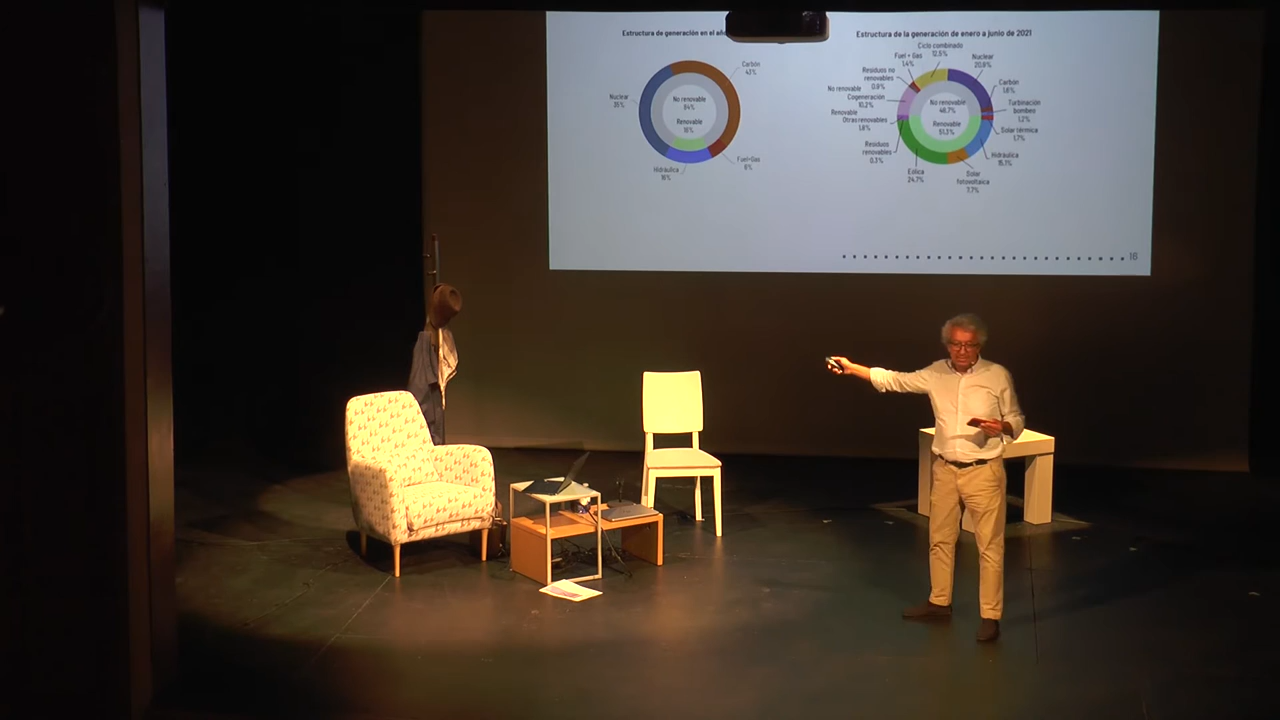 Estructura de generación en el año
Carbón
43%
Nuclear
35%
No renovable
84%
Renovable
16%
Hidráulica
16%
Fuel+Gas
6%
Estructura de la generación de enero a junio de 2021
Ciclo combinado
12,5%
Fuel + Gas
1,4%
Nuclear
20,9%
Residuos no
renovables
0,9%
Carbón
1,6%
No renovable
Cogeneración
10,2%
Renovable
Otras renovables
1,8%
No renovable
48,7%
Renovable
51,3%
Turbinación
bombeo
1,2%
Solar térmica
1,7%
Residuos
renovables
0,3%
Hidráulica
15,1%
Eólica
24,7%
Solar
fotovoltaica
7,7%
16